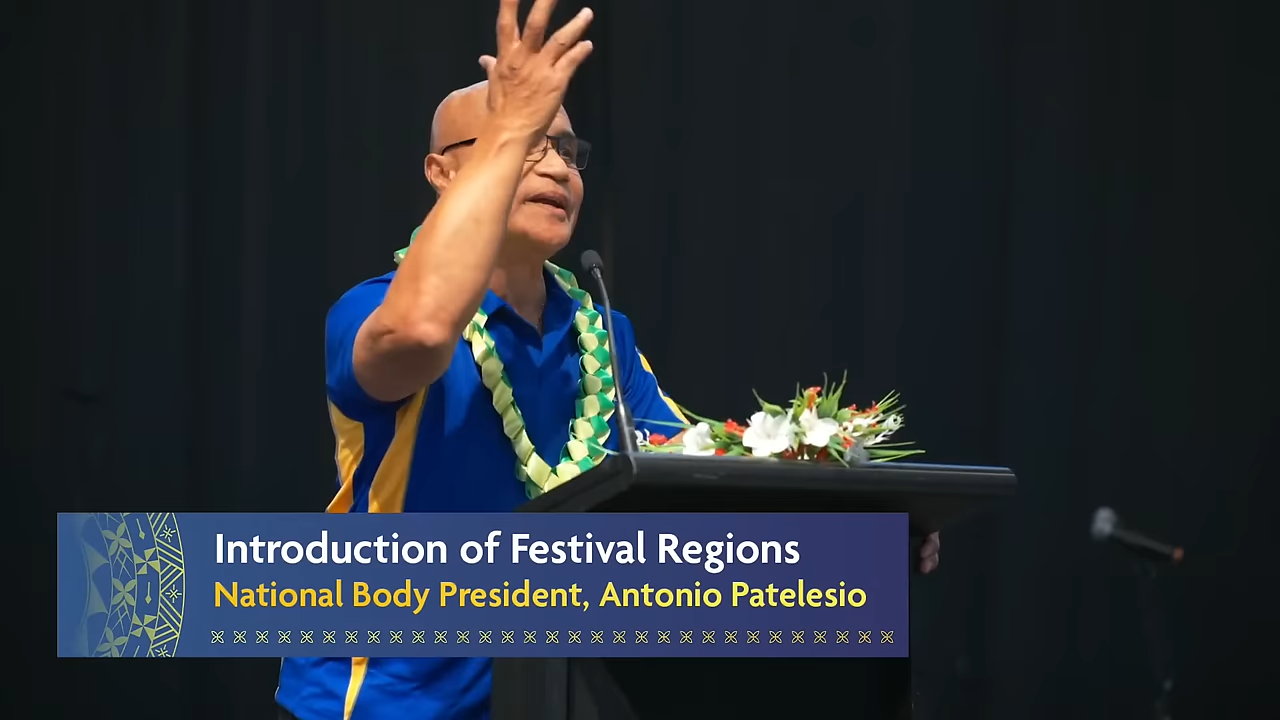 Introduction of Festival Regions
National Body President, Antonio Patelesio